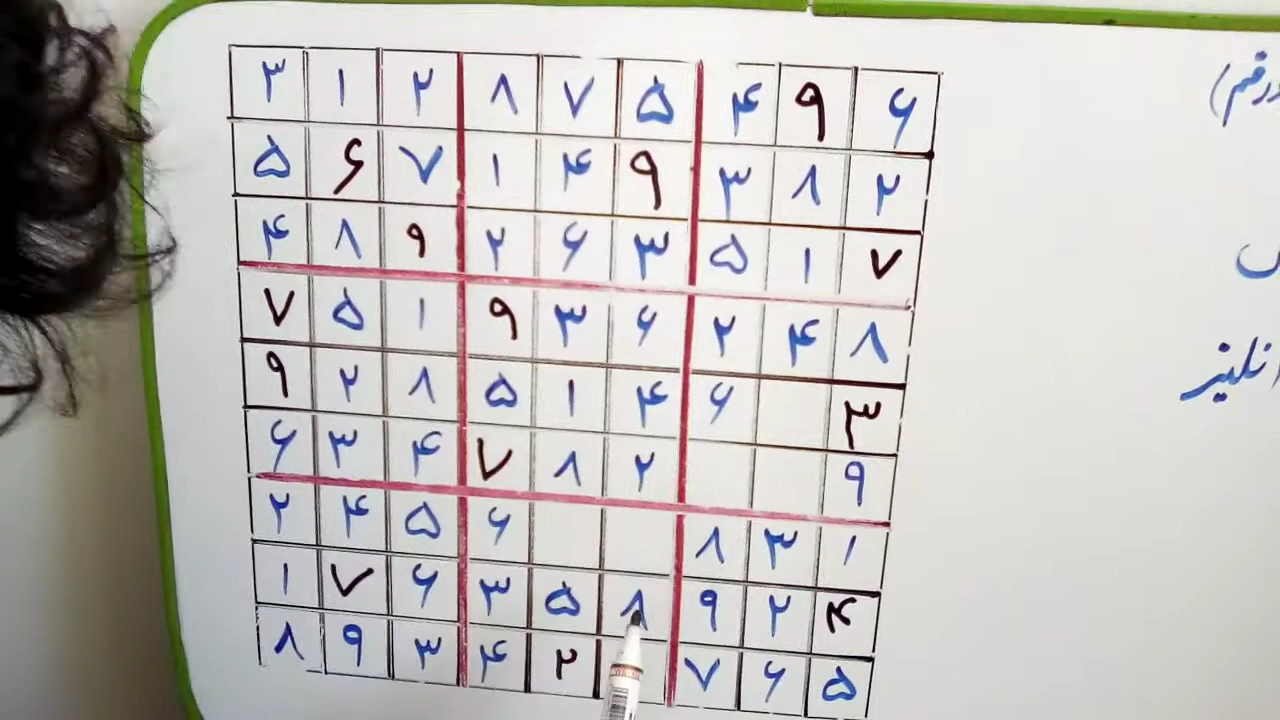 ۳ ۱ ۲ ۸ ۷ ۵ ۴ ۹ ۶
۵ ۶ ۷ ۱ ۴ ۹ ۳ ۸ ۲
۴ ۸ ۹ ۲ ۶ ۳ ۵ ۱ ۷
۷ ۵ ۱ ۹ ۳ ۶ ۲ ۴ ۸
۹ ۲ ۸ ۵ ۱ ۴ ۶ ۳
۶ ۳ ۴ ۷ ۸ ۲ ۹
۲ ۴ ۵ ۶ ۸ ۳ ۱
۱ ۷ ۶ ۳ ۵ ۸ ۹ ۲ ۴
۸ ۹ ۳ ۴ ۲ ۷ ۶ ۵